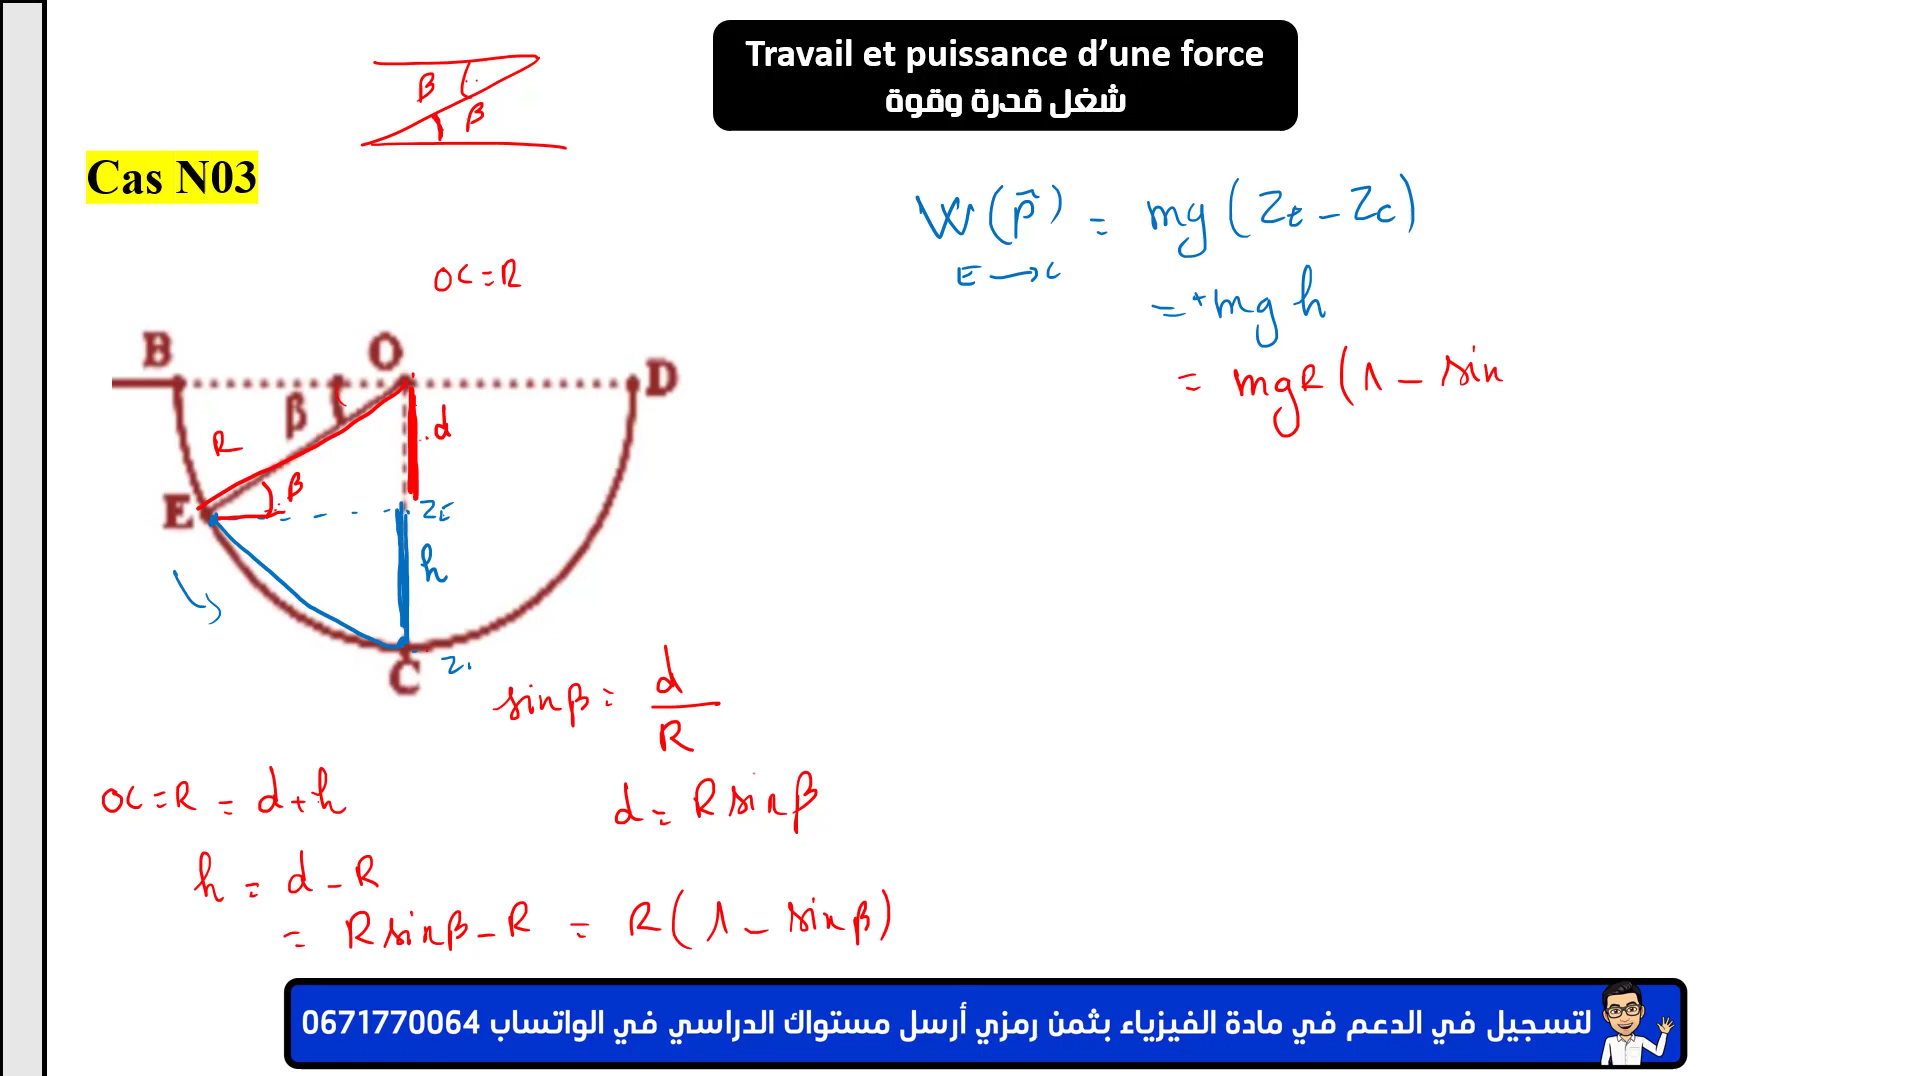 Travail et puissance d’une force
شغل قدرة وقوة
β
β
Cas N03
OC = R
B
O
D
β
R
d
β
E
ZE
h
C
W(P) = mg(ZE - ZC)
E → C
= +mgh
= mgR(1 - sin
sinβ = d/R
d = R sinβ
OC = R = d + h
h = d - R
= R sinβ - R = R(1 - sinβ)
لتسجيل في الدعم في مادة الفيزياء بثمن رمزي أرسل مستواك الدراسي في الواتساب 0671770064